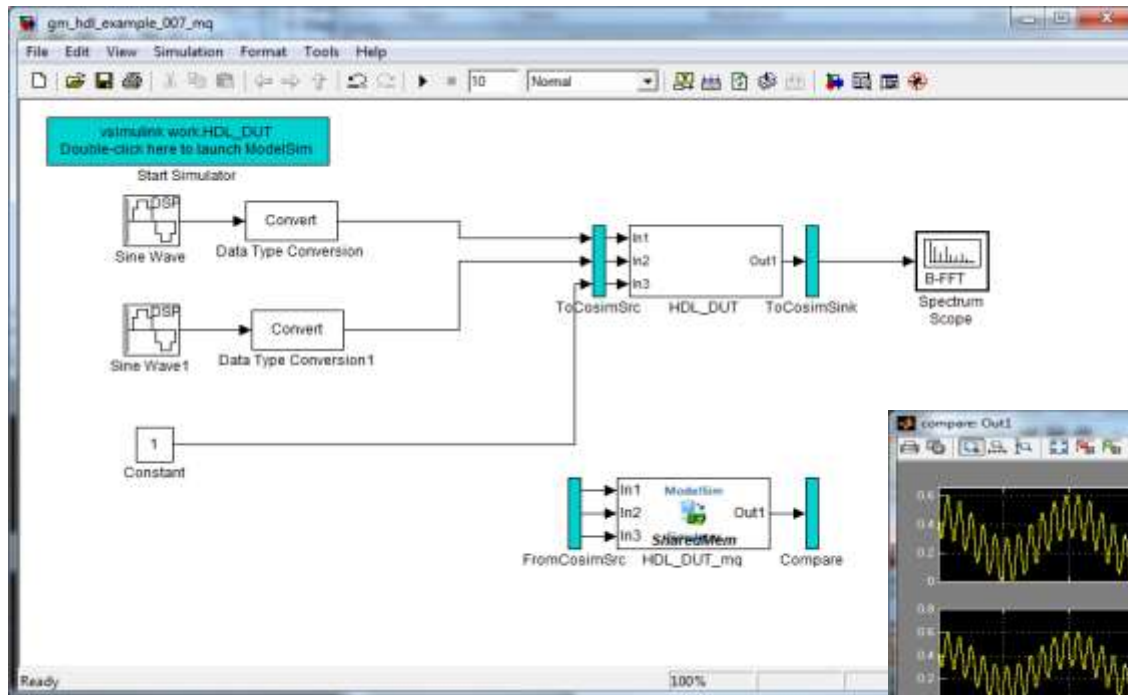 gm_hdl_example_007_mq
File Edit View Simulation Format Tools Help
10 Normal
vsimulink work.HDL_DUT
Double-click here to launch ModelSim
Start Simulator
DSP
Sine Wave
Convert
Data Type Conversion
In1
In2
In3
Out1
ToCosimSrc
HDL_DUT
ToCosimSink
B-FFT
Spectrum
Scope
DSP
Sine Wave1
Convert
Data Type Conversion1
1
Constant
In1
In2
In3
ModelSim
SharedMem
Out1
FromCosimSrc
HDL_DUT_mq
Compare
compare: Out1
0.6
0.4
0.2
0
0.8
0.6
0.4
0.2
Ready
100%